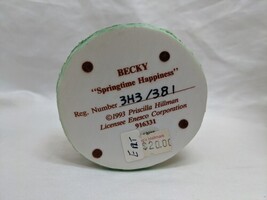 BECKY
"Springtime Happiness"
Reg. Number 3H3/381
©1993 Priscilla Hillman
Licensee Enesco Corporation
916331
$20.00